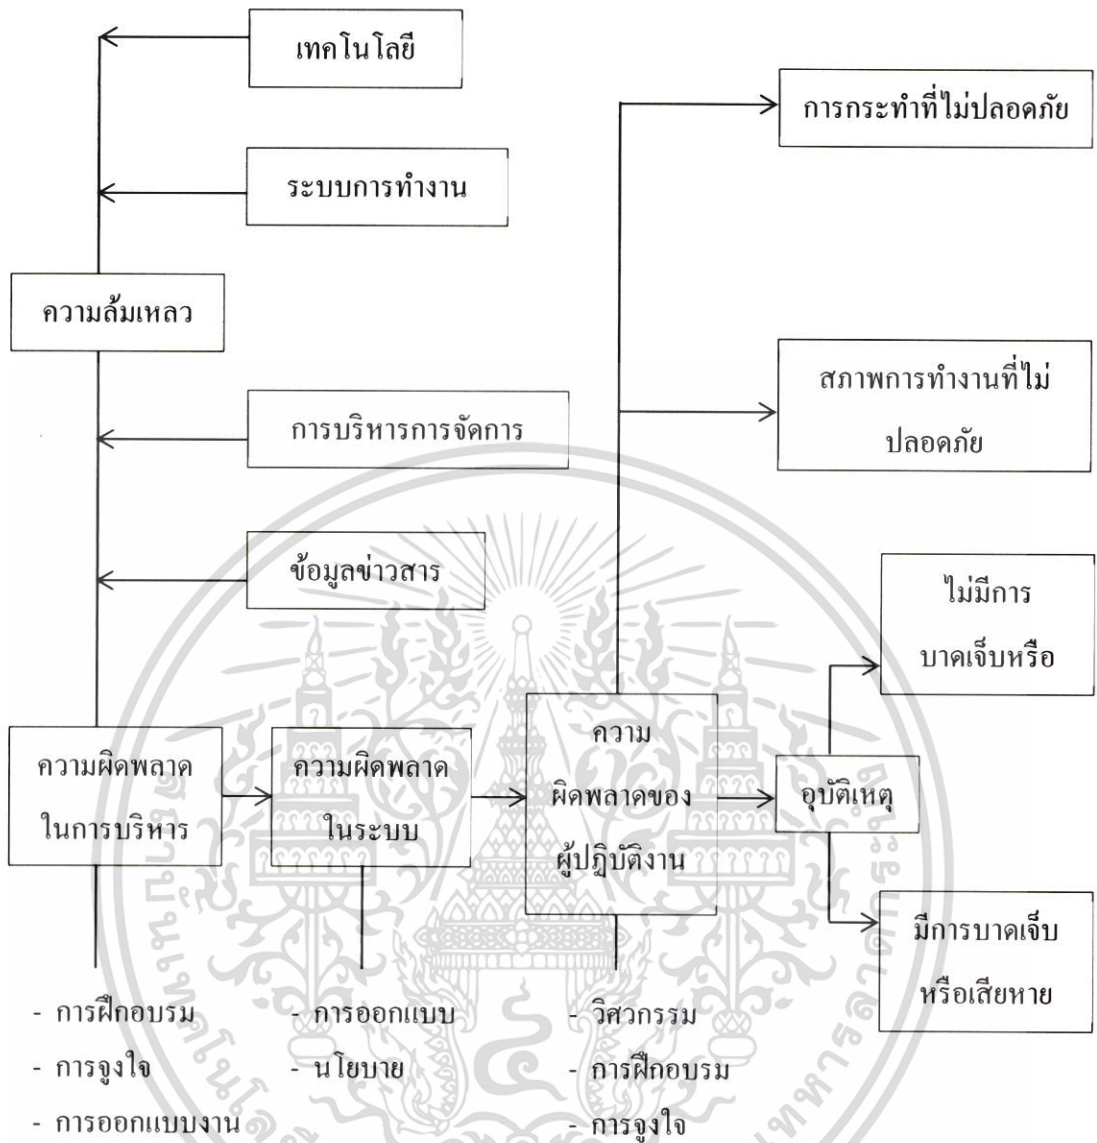 เทคโนโลยี
การกระทำที่ไม่ปลอดภัย
ระบบการทำงาน
ความล้มเหลว
สภาพการทำงานที่ไม่
ปลอดภัย
การบริหารการจัดการ
ข้อมูลข่าวสาร
ไม่มีการ
บาดเจ็บหรือ
ความผิดพลาด
ในการบริหาร
ความผิดพลาด
ในระบบ
ความ
ผิดพลาดของ
ผู้ปฏิบัติงาน
อุบัติเหตุ
มีการบาดเจ็บ
หรือเสียหาย
- การฝึกอบรม
- การจูงใจ
- การออกแบบงาน
- การออกแบบ
- นโยบาย
- วิศวกรรม
- การฝึกอบรม
- การจูงใจ